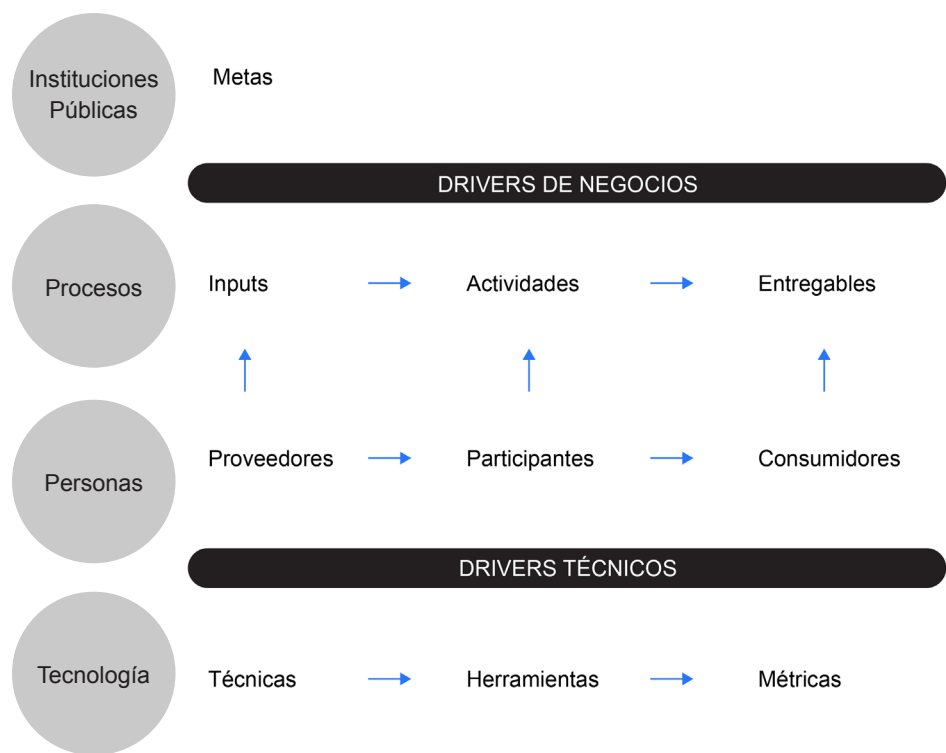 Instituciones
Públicas
Metas
DRIVERS DE NEGOCIOS
Procesos
Inputs
Actividades
Entregables
Personas
Proveedores
Participantes
Consumidores
DRIVERS TÉCNICOS
Tecnología
Técnicas
Herramientas
Métricas